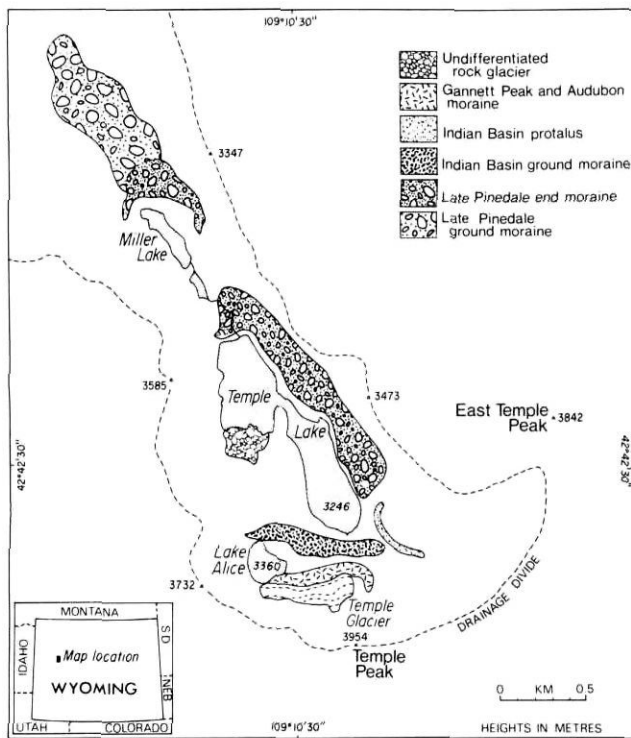 109°10'30"
Undifferentiated
rock glacier
Gannett Peak and Audubon
moraine
Indian Basin protalus
Indian Basin ground moraine
Late Pinedale end moraine
Late Pinedale
ground moraine
3347
Miller
Lake
3585
Temple
Lake
3473
East Temple
Peak
3842
42°42'30"
42°42'30"
3246
Lake
Alice
3360
3732
Temple
Glacier
DRAINAGE DIVIDE
3954
Temple
Peak
MONTANA
IDAHO
S D
Map location
WYOMING
NEB
UTAH
COLORADO
0 KM 0.5
109°10'30"
HEIGHTS IN METRES